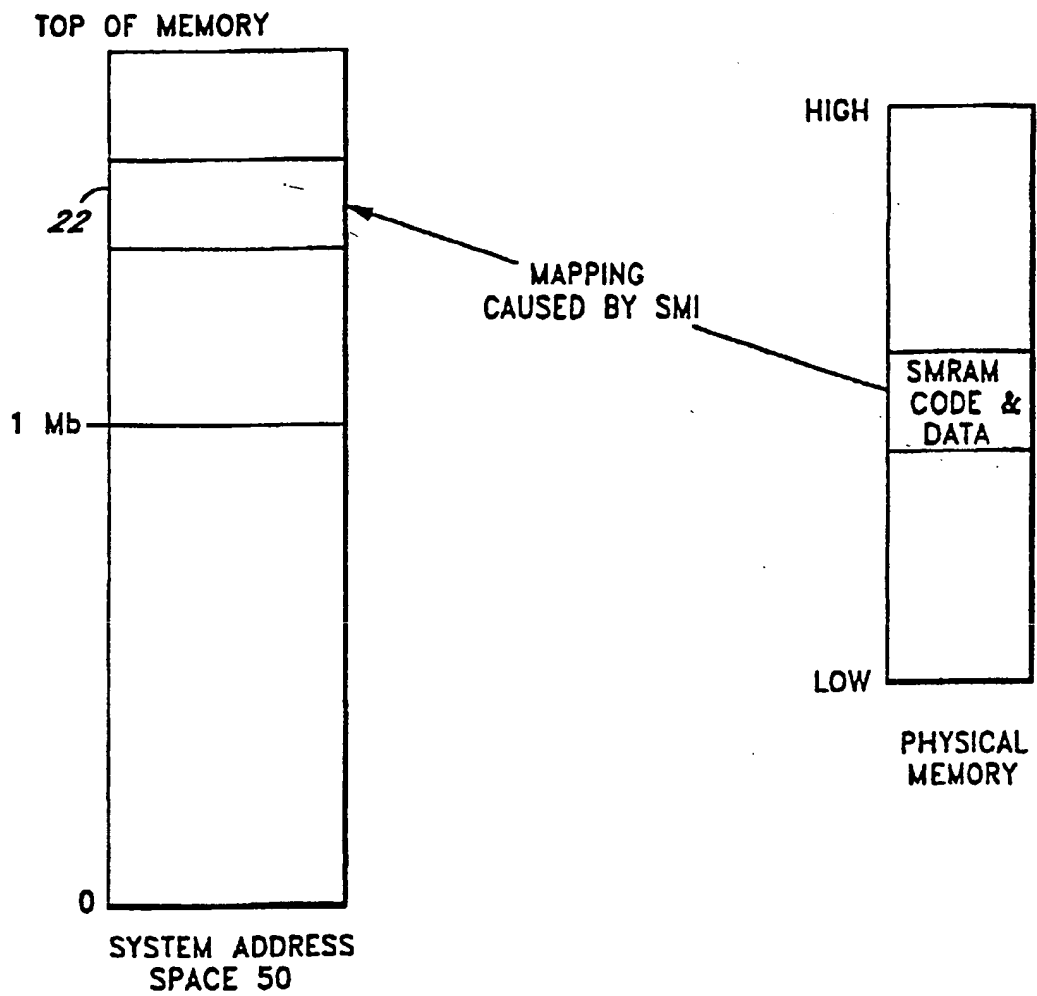 TOP OF MEMORY
HIGH
22
MAPPING
CAUSED BY SMI
SMRAM
CODE &
DATA
1 Mb
LOW
PHYSICAL
MEMORY
0
SYSTEM ADDRESS
SPACE 50